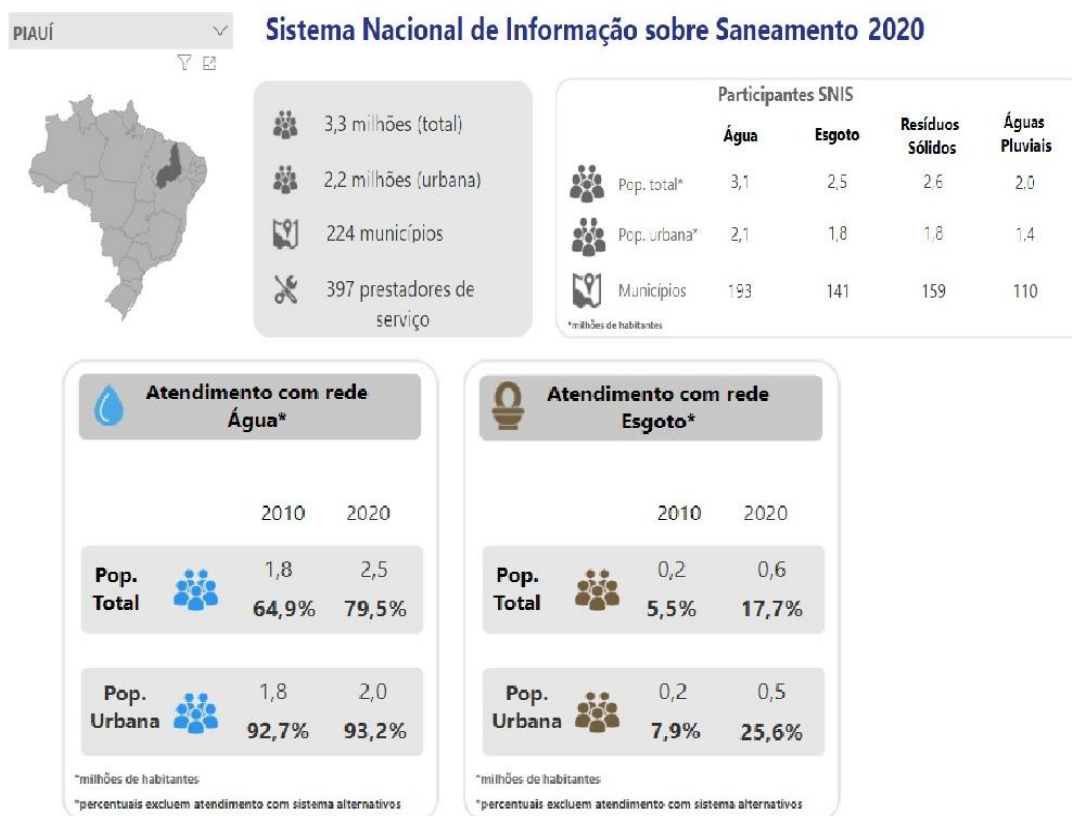 PIAUÍ
Sistema Nacional de Informação sobre Saneamento 2020
3,3 milhões (total)
2,2 milhões (urbana)
224 municípios
397 prestadores de
serviço
Participantes SNIS
Água Esgoto Resíduos Sólidos Águas Pluviais
Pop. total* 3,1 2,5 2,6 2,0
Pop. urbana* 2,1 1,8 1,8 1,4
Municípios 193 141 159 110
*milhões de habitantes
Atendimento com rede
Água*
2010 2020
Pop. Total 1,8 2,5
64,9% 79,5%
Pop. Urbana 1,8 2,0
92,7% 93,2%
*milhões de habitantes
*percentuais excluem atendimento com sistema alternativos
Atendimento com rede
Esgoto*
2010 2020
Pop. Total 0,2 0,6
5,5% 17,7%
Pop. Urbana 0,2 0,5
7,9% 25,6%
*milhões de habitantes
*percentuais excluem atendimento com sistema alternativos